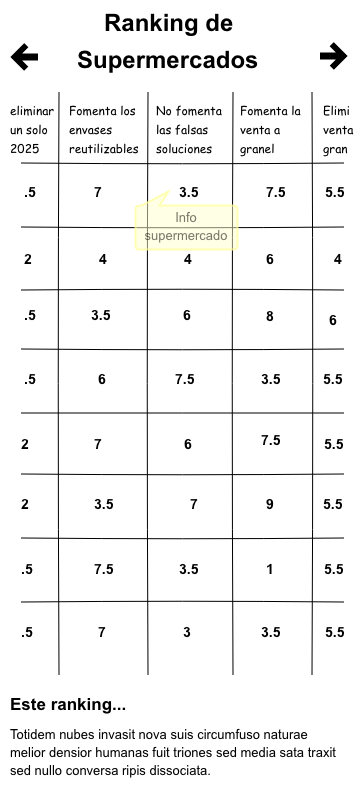 Ranking de
Supermercados
eliminar Fomenta los No fomenta Fomenta la Elimi
un solo envases las falsas venta a venta
2025 reutilizables soluciones granel gran
.5 7 3.5 7.5 5.5
Info
supermercado
2 4 4 6 4
.5 3.5 6 8 6
.5 6 7.5 3.5 5.5
2 7 6 7.5 5.5
2 3.5 7 9 5.5
.5 7.5 3.5 1 5.5
.5 7 3 3.5 5.5
Este ranking...
Totidem nubes invasit nova suis circumfuso naturae
melior densior humanas fuit triones sed media sata traxit
sed nullo conversa ripis dissociata.